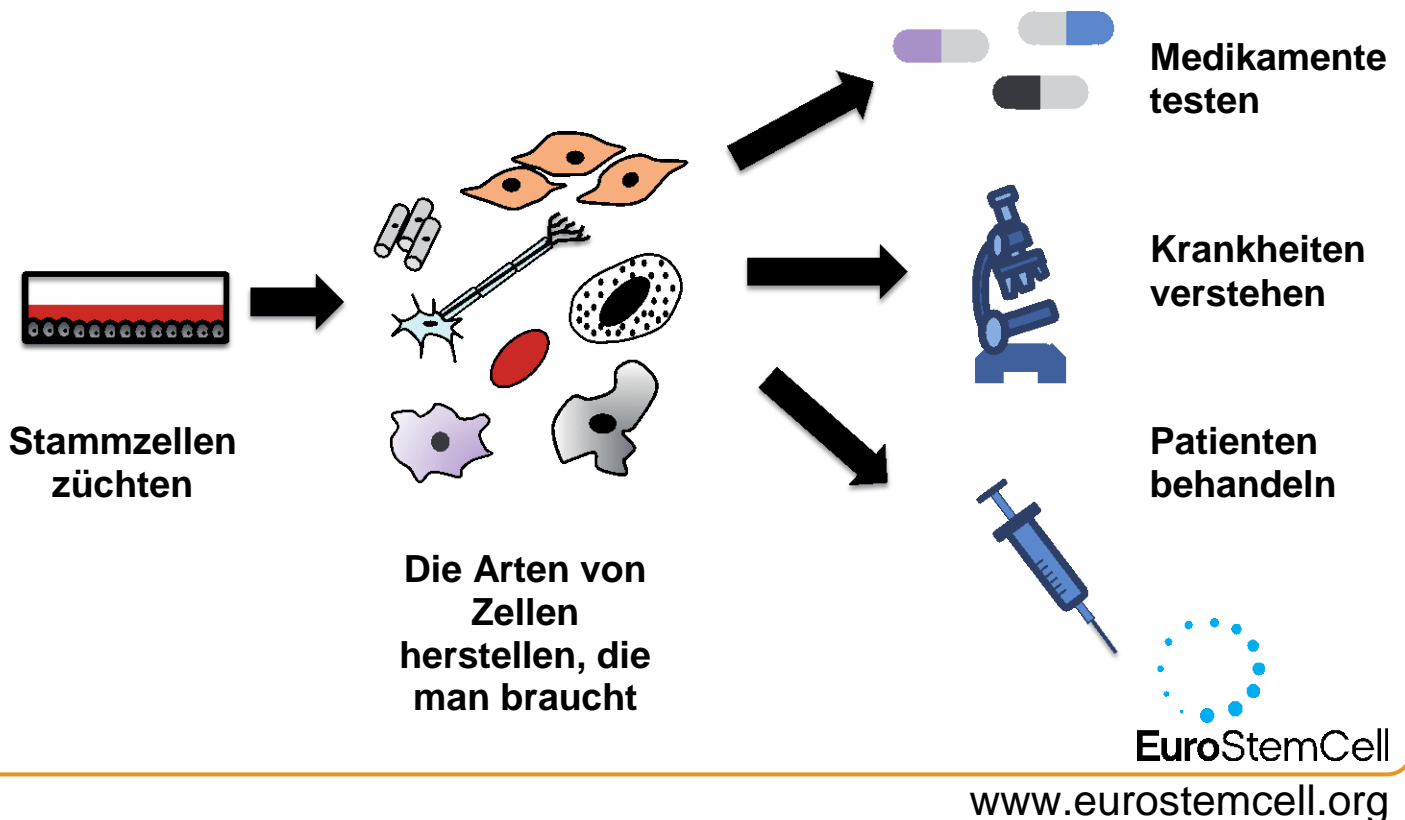 Stammzellen
züchten
Die Arten von
Zellen
herstellen, die
man braucht
Medikamente
testen
Krankheiten
verstehen
Patienten
behandeln
EuroStemCell
www.eurostemcell.org